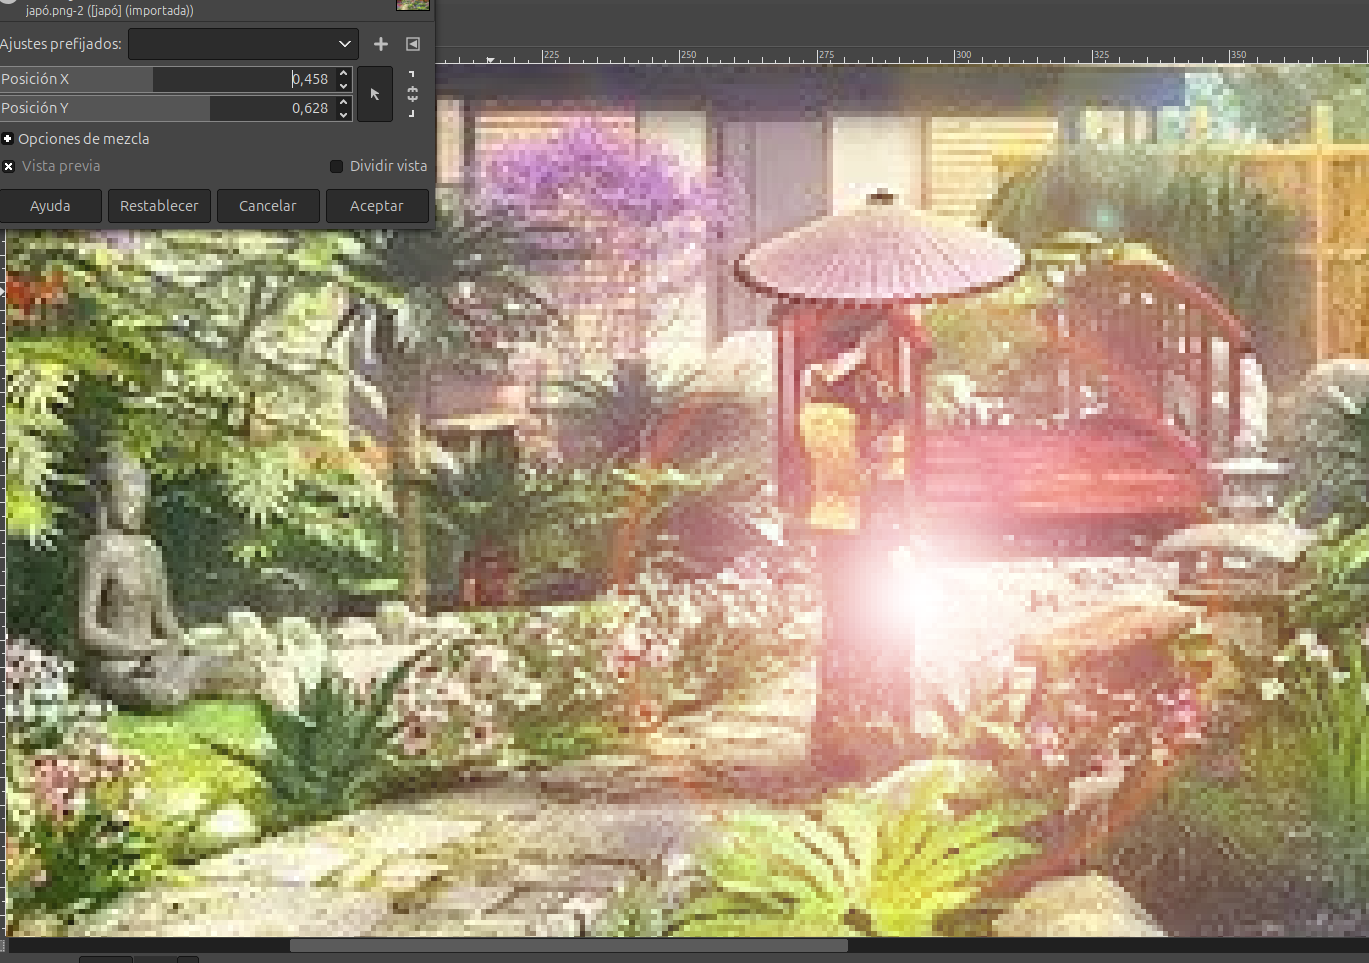 japó.png-2 ([japó] (importada))
Ajustes prefijados:
Posición X 0,458
Posición Y 0,628
Opciones de mezcla
Vista previa Dividir vista
Ayuda Restablecer Cancelar Aceptar
225 250 275 300 325 350